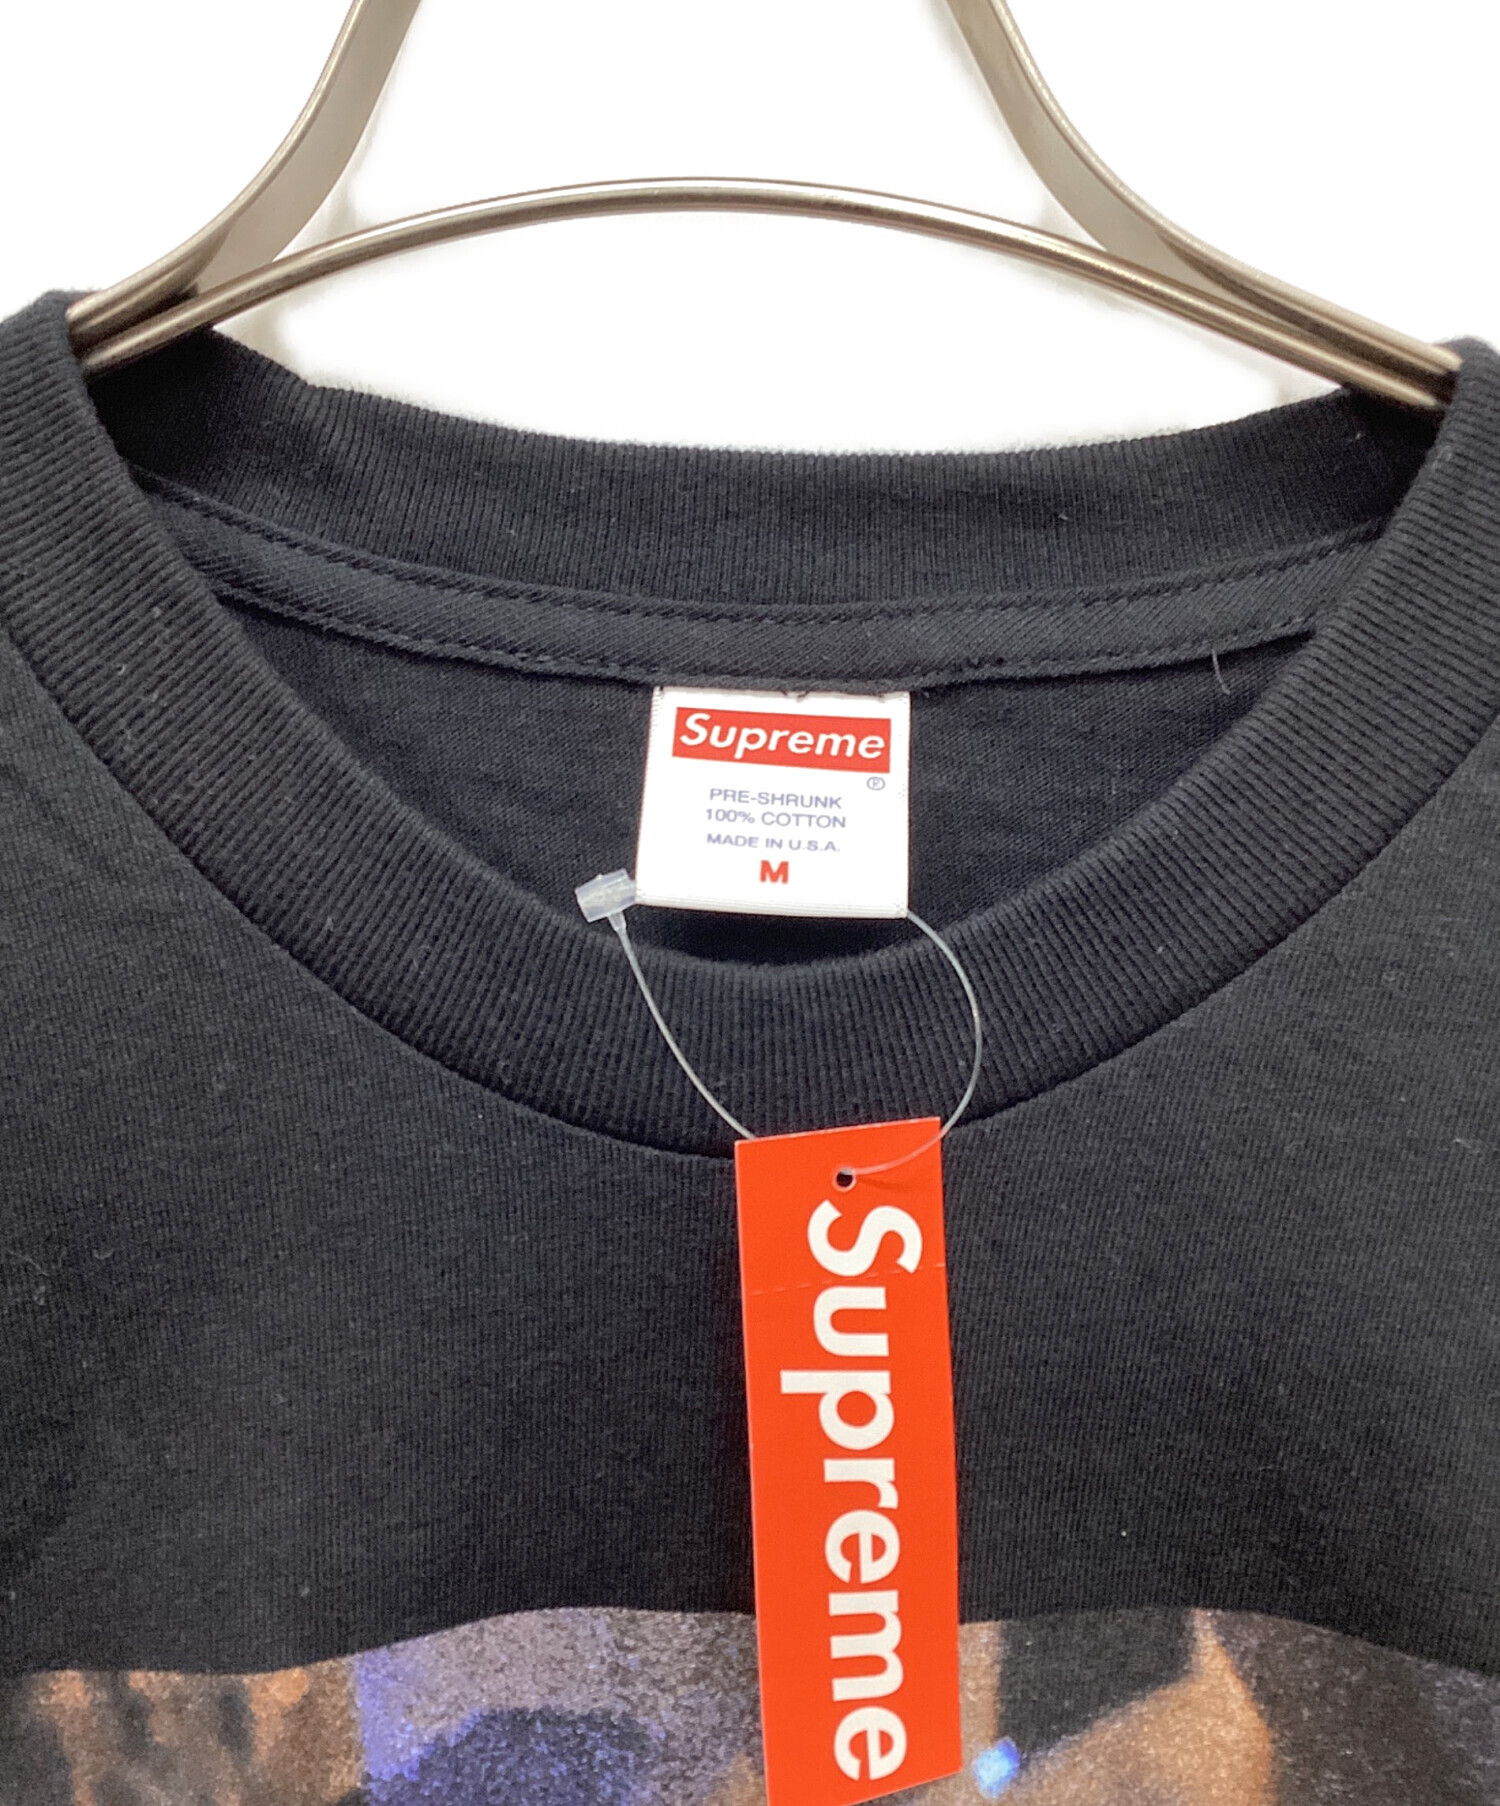 Supreme
®
PRE-SHRUNK
100% COTTON
MADE IN U.S.A.
M
Supreme